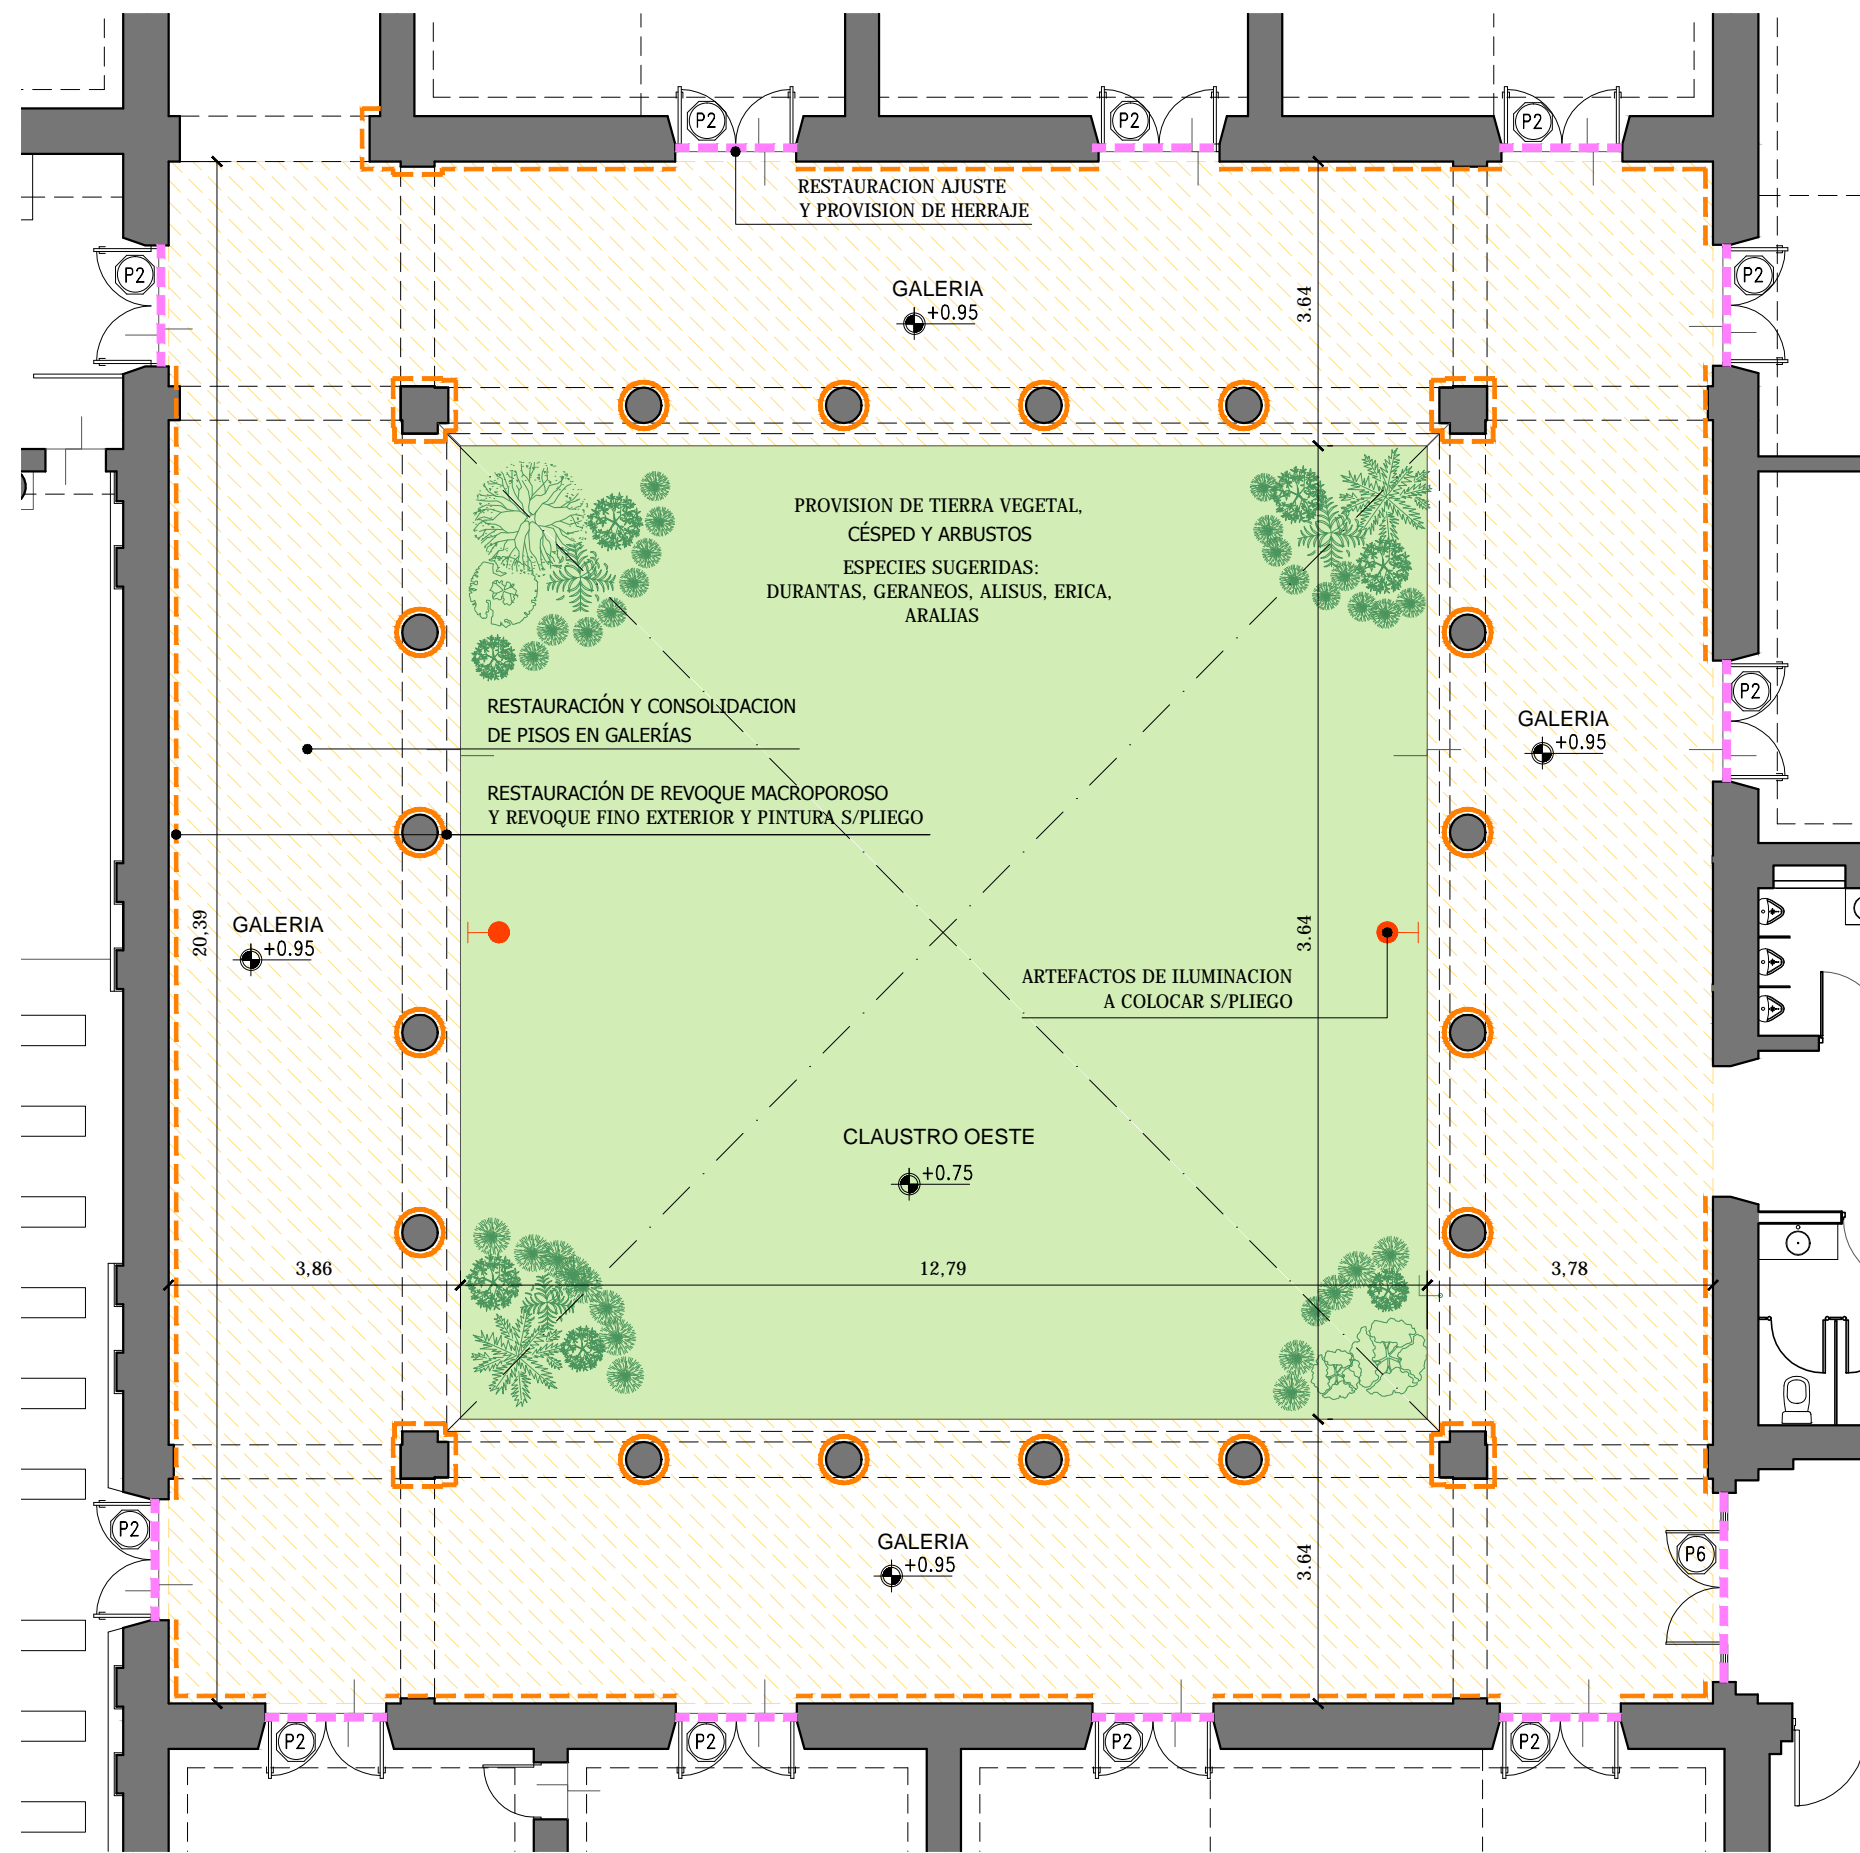 P2
P2
P2
RESTAURACION AJUSTE
Y PROVISION DE HERRAJE
P2
P2
GALERIA
+0.95
3.64
PROVISION DE TIERRA VEGETAL,
CÉSPED Y ARBUSTOS
ESPECIES SUGERIDAS:
DURANTAS, GERANEOS, ALISUS, ERICA,
ARALIAS
RESTAURACIÓN Y CONSOLIDACION
DE PISOS EN GALERÍAS
P2
GALERIA
+0.95
RESTAURACIÓN DE REVOQUE MACROPOROSO
Y REVOQUE FINO EXTERIOR Y PINTURA S/PLIEGO
20,39
GALERIA
+0.95
3.64
ARTEFACTOS DE ILUMINACION
A COLOCAR S/PLIEGO
CLAUSTRO OESTE
+0.75
3,86
12,79
3,78
P2
GALERIA
+0.95
3.64
P6
P2
P2
P2
P2